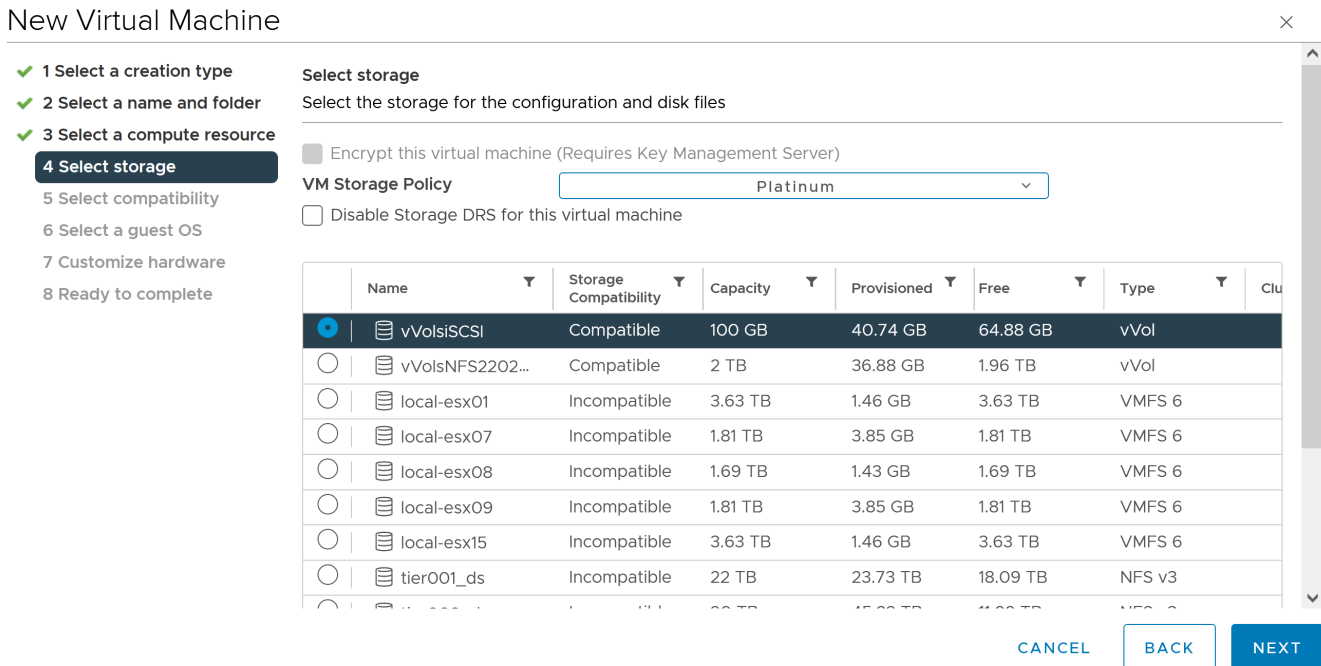 New Virtual Machine
1 Select a creation type
2 Select a name and folder
3 Select a compute resource
4 Select storage
5 Select compatibility
6 Select a guest OS
7 Customize hardware
8 Ready to complete
Select storage
Select the storage for the configuration and disk files
Encrypt this virtual machine (Requires Key Management Server)
VM Storage Policy Platinum
Disable Storage DRS for this virtual machine
Name Storage Compatibility Capacity Provisioned Free Type Clu
vVolsiSCSI Compatible 100 GB 40.74 GB 64.88 GB vVol
vVolsNFS2202... Compatible 2 TB 36.88 GB 1.96 TB vVol
local-esx01 Incompatible 3.63 TB 1.46 GB 3.63 TB VMFS 6
local-esx07 Incompatible 1.81 TB 3.85 GB 1.81 TB VMFS 6
local-esx08 Incompatible 1.69 TB 1.43 GB 1.69 TB VMFS 6
local-esx09 Incompatible 1.81 TB 3.85 GB 1.81 TB VMFS 6
local-esx15 Incompatible 3.63 TB 1.46 GB 3.63 TB VMFS 6
tier001_ds Incompatible 22 TB 23.73 TB 18.09 TB NFS v3
CANCEL BACK NEXT